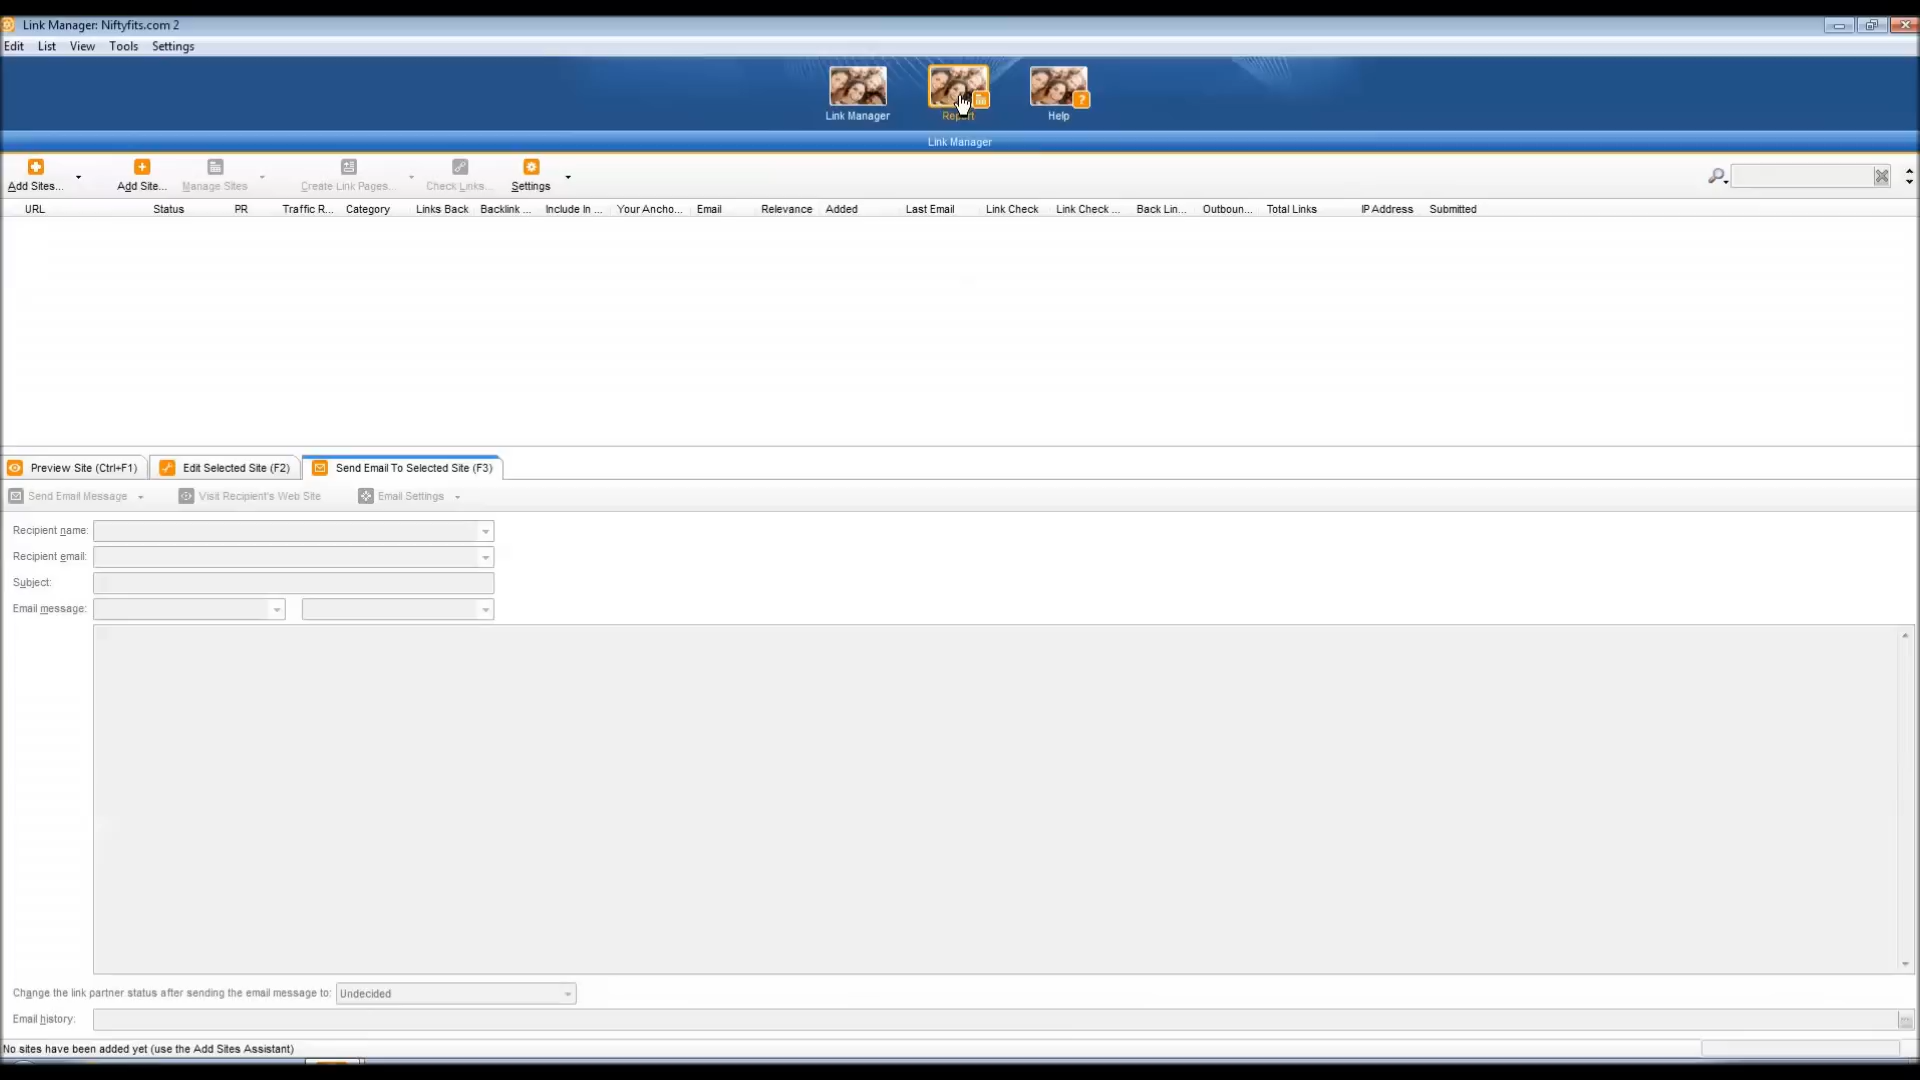 Link Manager: Niftyfits.com 2
Edit List View Tools Settings
Link Manager Report Help
Link Manager
Add Sites... Add Site... Manage Sites Create Link Pages... Check Links... Settings
URL Status PR Traffic R... Category Links Back Backlink ... Include In ... Your Ancho... Email Relevance Added Last Email Link Check Link Check ... Back Lin... Outboun... Total Links IP Address Submitted
Preview Site (Ctrl+F1) Edit Selected Site (F2) Send Email To Selected Site (F3)
Send Email Message Visit Recipient's Web Site Email Settings
Recipient name:
Recipient email:
Subject:
Email message:
Change the link partner status after sending the email message to: Undecided
Email history:
No sites have been added yet (use the Add Sites Assistant)